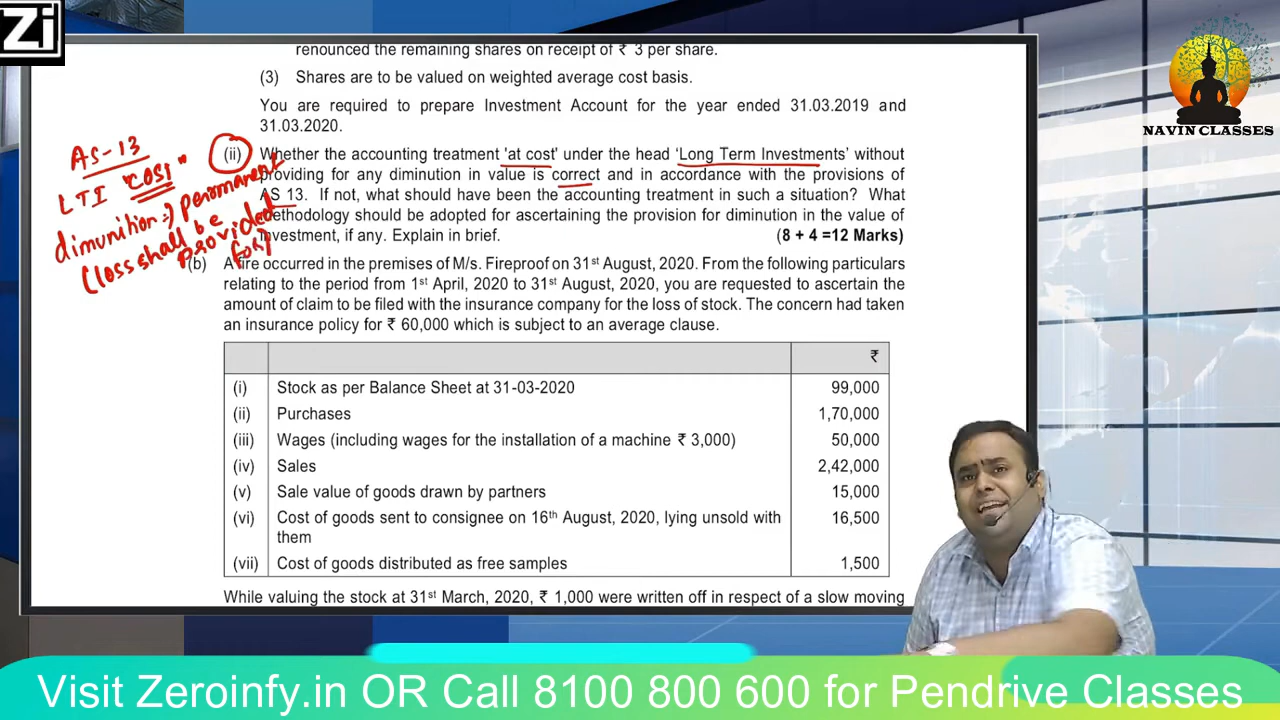 Zi
renounced the remaining shares on receipt of ₹ 3 per share.
(3) Shares are to be valued on weighted average cost basis.
You are required to prepare Investment Account for the year ended 31.03.2019 and
31.03.2020.
NAVIN CLASSES
AS-13
LTI "COST"
dimunition :) permanent
(loss shall be
provided
for)
(ii) Whether the accounting treatment 'at cost' under the head 'Long Term Investments' without
providing for any diminution in value is correct and in accordance with the provisions of
AS 13. If not, what should have been the accounting treatment in such a situation? What
methodology should be adopted for ascertaining the provision for diminution in the value of
investment, if any. Explain in brief. (8 + 4 =12 Marks)
(b) A fire occurred in the premises of M/s. Fireproof on 31st August, 2020. From the following particulars
relating to the period from 1st April, 2020 to 31st August, 2020, you are requested to ascertain the
amount of claim to be filed with the insurance company for the loss of stock. The concern had taken
an insurance policy for ₹ 60,000 which is subject to an average clause.
₹
(i) Stock as per Balance Sheet at 31-03-2020 99,000
(ii) Purchases 1,70,000
(iii) Wages (including wages for the installation of a machine ₹ 3,000) 50,000
(iv) Sales 2,42,000
(v) Sale value of goods drawn by partners 15,000
(vi) Cost of goods sent to consignee on 16th August, 2020, lying unsold with 16,500
them
(vii) Cost of goods distributed as free samples 1,500
While valuing the stock at 31st March, 2020, ₹ 1,000 were written off in respect of a slow moving
Visit Zeroinfy.in OR Call 8100 800 600 for Pendrive Classes